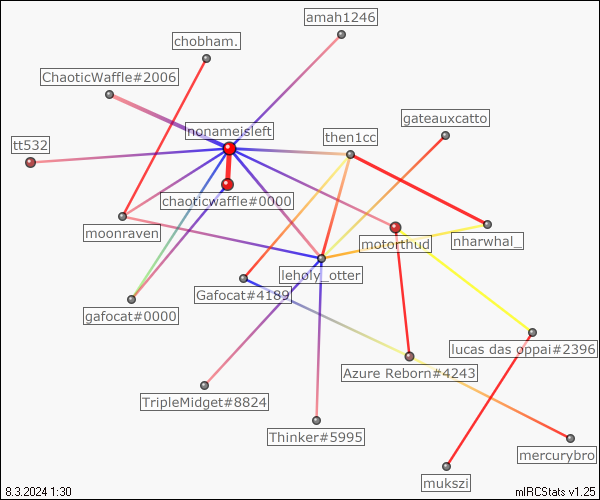 amah1246
chobham.
ChaoticWaffle#2006
gateauxcatto
nonameisleft
then1cc
tt532
chaoticwaffle#0000
moonraven
motorthud
nharwhal_
leholy_otter
Gafocat#4189
gafocat#0000
lucas das oppai#2396
Azure Reborn#4243
TripleMidget#8824
Thinker#5995
mercurybro
mukszi
8.3.2024 1:30
mIRCStats v1.25